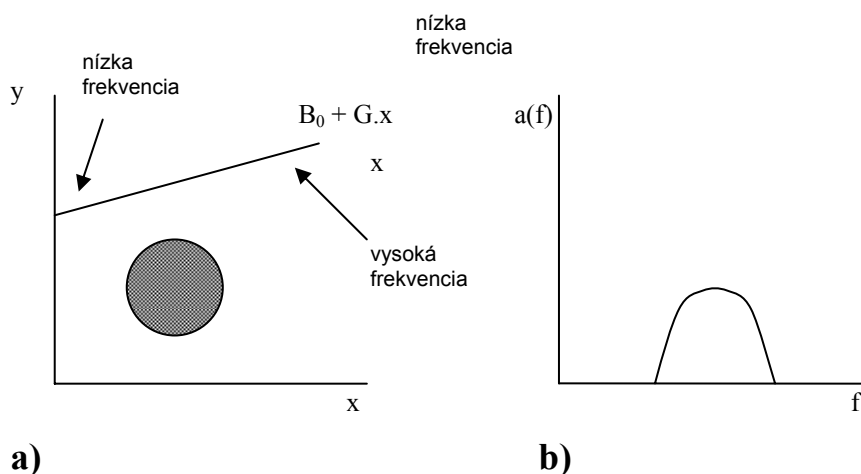 nízka
frekvencia
nízka
frekvencia
y
B₀ + G.x
x
vysoká
frekvencia
x
a)
a(f)
f
b)